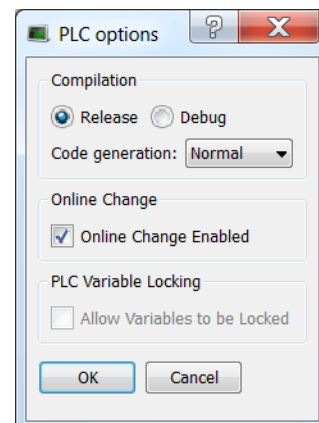 PLC options ? X
Compilation
Release Debug
Code generation: Normal
Online Change
Online Change Enabled
PLC Variable Locking
Allow Variables to be Locked
OK Cancel